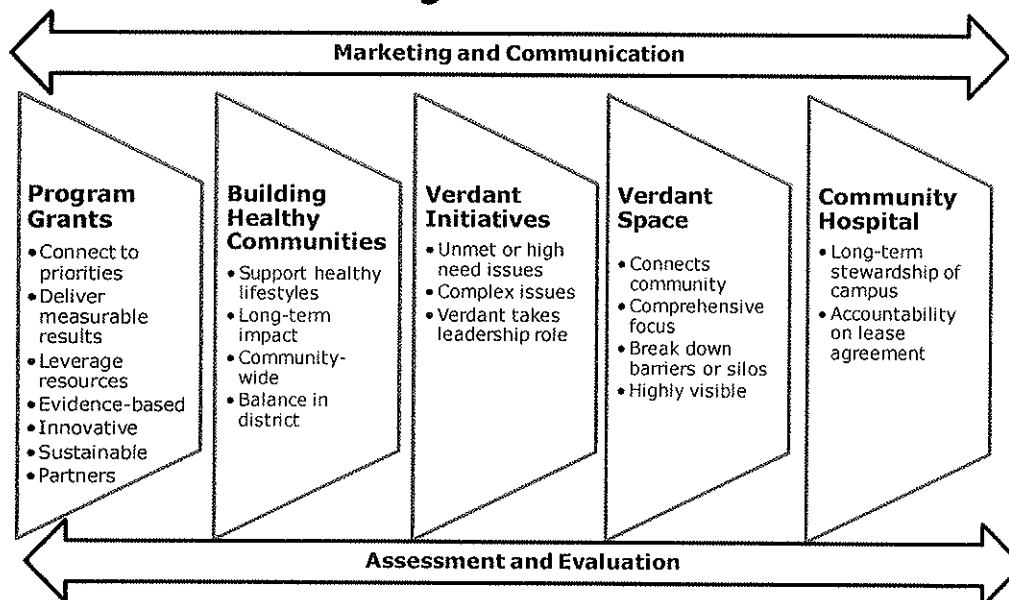 Marketing and Communication
Program
Grants
• Connect to
priorities
• Deliver
measurable
results
• Leverage
resources
• Evidence-based
• Innovative
• Sustainable
• Partners
Building
Healthy
Communities
• Support healthy
lifestyles
• Long-term
impact
• Community-
wide
• Balance in
district
Verdant
Initiatives
• Unmet or high
need issues
• Complex issues
• Verdant takes
leadership role
Verdant
Space
• Connects
community
• Comprehensive
focus
• Break down
barriers or silos
• Highly visible
Community
Hospital
• Long-term
stewardship of
campus
• Accountability
on lease
agreement
Assessment and Evaluation